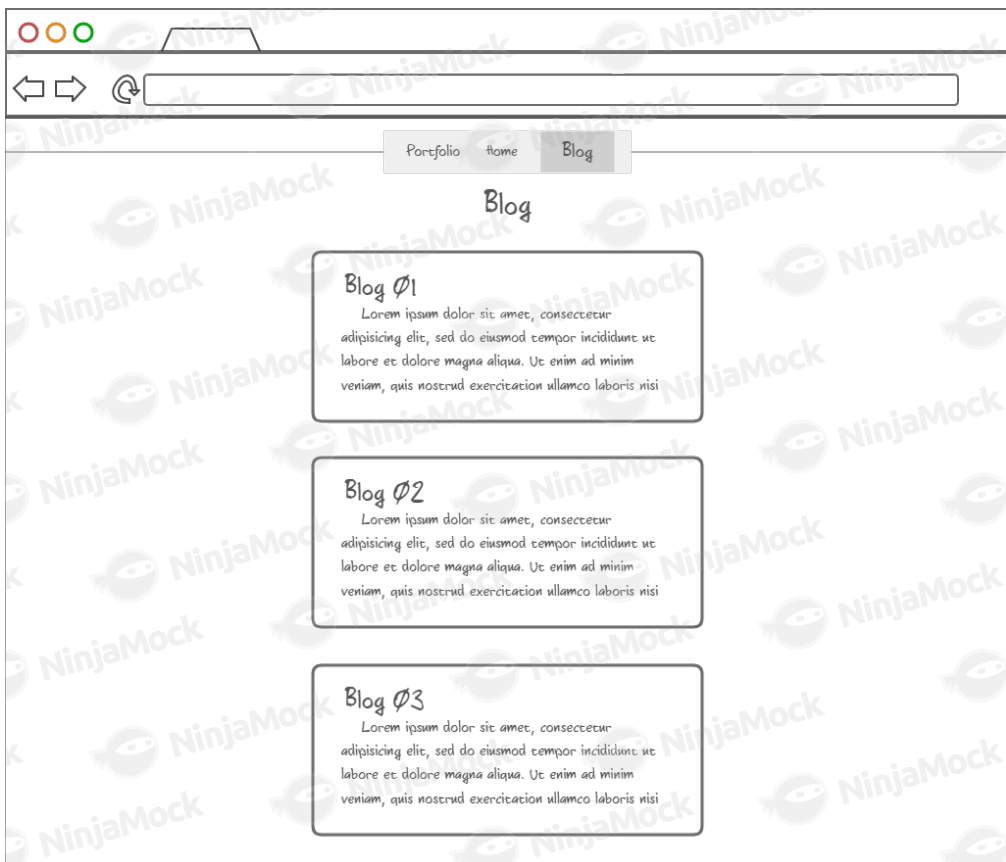 Portfolio Home Blog
Blog
Blog Ø1
Lorem ipsum dolor sit amet, consectetur
adipisicing elit, sed do eiusmod tempor incididunt ut
labore et dolore magna aliqua. Ut enim ad minim
veniam, quis nostrud exercitation ullamco laboris nisi
Blog Ø2
Lorem ipsum dolor sit amet, consectetur
adipisicing elit, sed do eiusmod tempor incididunt ut
labore et dolore magna aliqua. Ut enim ad minim
veniam, quis nostrud exercitation ullamco laboris nisi
Blog Ø3
Lorem ipsum dolor sit amet, consectetur
adipisicing elit, sed do eiusmod tempor incididunt ut
labore et dolore magna aliqua. Ut enim ad minim
veniam, quis nostrud exercitation ullamco laboris nisi
NinjaMock